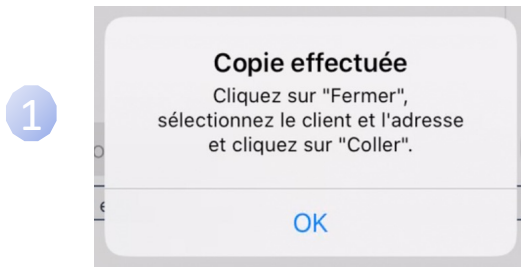 Copie effectuée
Cliquez sur "Fermer",
sélectionnez le client et l'adresse
et cliquez sur "Coller".
1
OK